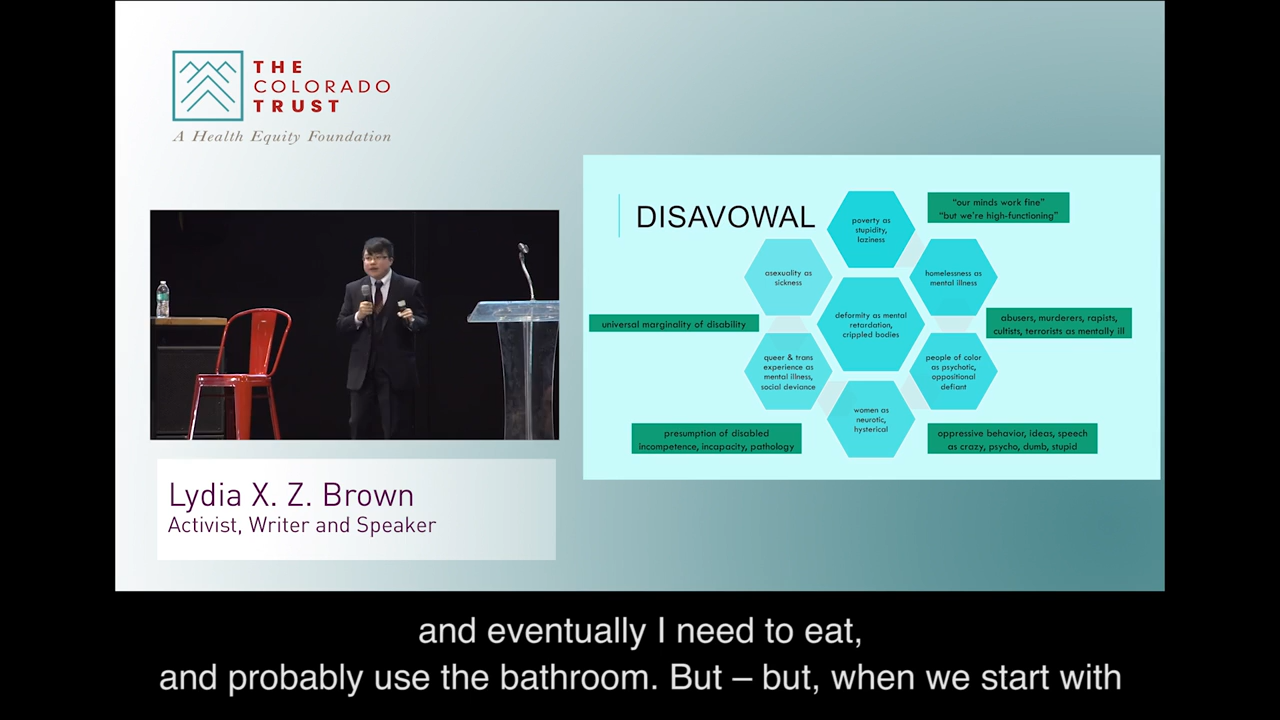 THE
COLORADO
TRUST
A Health Equity Foundation
DISAVOWAL
poverty as
stupidity,
laziness
"our minds work fine"
"but we're high-functioning"
asexuality as
sickness
homelessness as
mental illness
universal marginality of disability
deformity as mental
retardation,
crippled bodies
abusers, murderers, rapists,
cultists, terrorists as mentally ill
queer & trans
experience as
mental illness,
social deviance
people of color
as psychotic,
oppositional
defiant
women as
neurotic,
hysterical
presumption of disabled
incompetence, incapacity, pathology
oppressive behavior, ideas, speech
as crazy, psycho, dumb, stupid
Lydia X. Z. Brown
Activist, Writer and Speaker
and eventually I need to eat,
and probably use the bathroom. But – but, when we start with